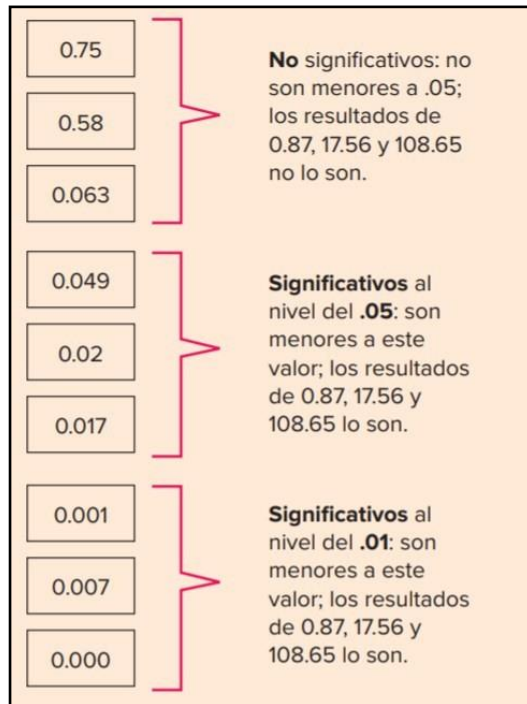 0.75
0.58
0.063
No significativos: no
son menores a .05;
los resultados de
0.87, 17.56 y 108.65
no lo son.
0.049
0.02
0.017
Significativos al
nivel del .05: son
menores a este
valor; los resultados
de 0.87, 17.56 y
108.65 lo son.
0.001
0.007
0.000
Significativos al
nivel del .01: son
menores a este
valor; los resultados
de 0.87, 17.56 y
108.65 lo son.